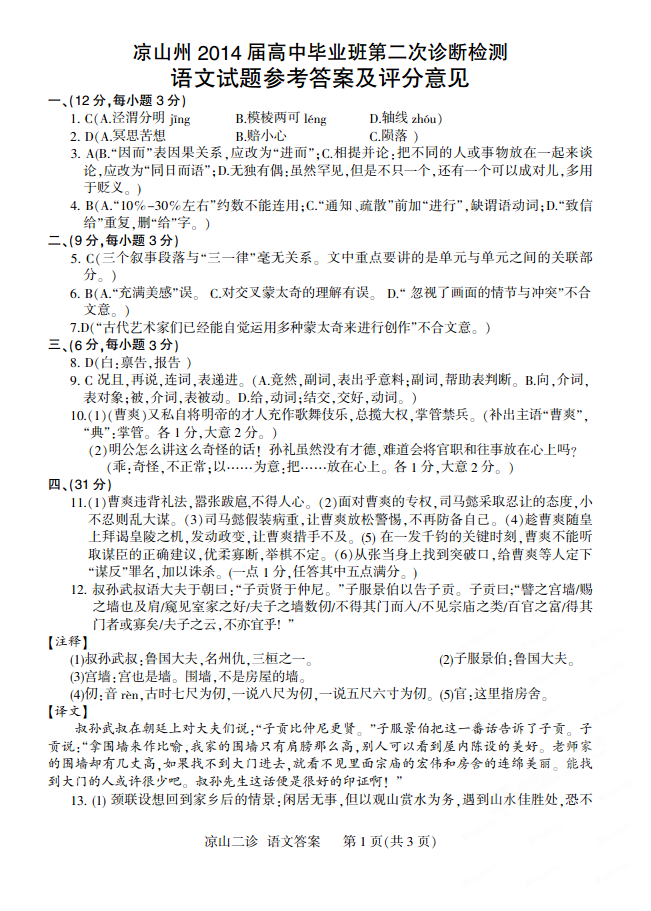 凉山州 2014 届高中毕业班第二次诊断检测
语文试题参考答案及评分意见
一、(12 分,每小题 3 分)
1. C(A.泾渭分明 jīng B.模棱两可 léng D.轴线 zhóu)
2. D(A.冥思苦想 B.赔小心 C.陨落 )
3. A(B.“因而”表因果关系,应改为“进而”;C.相提并论:把不同的人或事物放在一起来谈
论,应改为“同日而语”;D.无独有偶:虽然罕见,但是不只一个,还有一个可以成对儿,多用
于贬义。)
4. B(A.“10%-30%左右”约数不能连用;C.“通知、疏散”前加“进行”,缺谓语动词;D.“致信
给”重复,删“给”字。)
二、(9 分,每小题 3 分)
5. C(三个叙事段落与“三一律”毫无关系。文中重点要讲的是单元与单元之间的关联部
分。)
6. B(A.“充满美感”误。 C.对交叉蒙太奇的理解有误。 D.“ 忽视了画面的情节与冲突”不合
文意。)
7.D(“古代艺术家们已经能自觉运用多种蒙太奇来进行创作”不合文意。)
三、(6 分,每小题 3 分)
8. D(白:禀告,报告 )
9. C 况且,再说,连词,表递进。(A.竟然,副词,表出乎意料;副词,帮助表判断。B.向,介词,
表对象;被,介词,表被动。D.给,动词;结交,交好,动词。)
10.(1)(曹爽)又私自将明帝的才人充作歌舞伎乐,总揽大权,掌管禁兵。(补出主语“曹爽”,
“典”:掌管。各 1 分,大意 2 分。)
(2)明公怎么讲这么奇怪的话！孙礼虽然没有才德,难道会将官职和往事放在心上吗?
(乖:奇怪,不正常;以……为意:把……放在心上。各 1 分,大意 2 分。)
四、(31 分)
11.(1)曹爽违背礼法,嚣张跋扈,不得人心。(2)面对曹爽的专权,司马懿采取忍让的态度,小
不忍则乱大谋。(3)司马懿假装病重,让曹爽放松警惕,不再防备自己。(4)趁曹爽随皇
上拜谒皇陵之机,发动政变,让曹爽措手不及。(5) 在一发千钧的关键时刻,曹爽不能听
取谋臣的正确建议,优柔寡断,举棋不定。(6)从张当身上找到突破口,给曹爽等人定下
“谋反”罪名,加以诛杀。(一点 1 分,任答其中五点满分。)
12. 叔孙武叔语大夫于朝曰:“子贡贤于仲尼。”子服景伯以告子贡。子贡曰:“譬之宫墙/赐
之墙也及肩/窥见室家之好/夫子之墙数仞/不得其门而入/不见宗庙之类/百官之富/得其
门者或寡矣/夫子之云,不亦宜乎! ”
【注释】
(1)叔孙武叔:鲁国大夫,名州仇,三桓之一。 (2)子服景伯:鲁国大夫。
(3)宫墙:宫也是墙。围墙,不是房屋的墙。
(4)仞:音 rèn,古时七尺为仞,一说八尺为仞,一说五尺六寸为仞。(5)官:这里指房舍。
【译文】
叔孙武叔在朝廷上对大夫们说:“子贡比仲尼更贤。”子服景伯把这一番话告诉了子贡。子
贡说:“拿围墙来作比喻,我家的围墙只有肩膀那么高,别人可以看到屋内陈设的美好。老师家
的围墙却有几丈高,如果找不到大门进去,就看不见里面宗庙的宏伟和房舍的连绵美丽。能找
到大门的人或许很少吧。叔孙先生这话便是很好的印证啊！”
13. (1) 颈联设想回到家乡后的情景:闲居无事,但以观山赏水为务,遇到山水佳胜处,恐不
凉山二诊 语文答案 第 1 页(共 3 页)